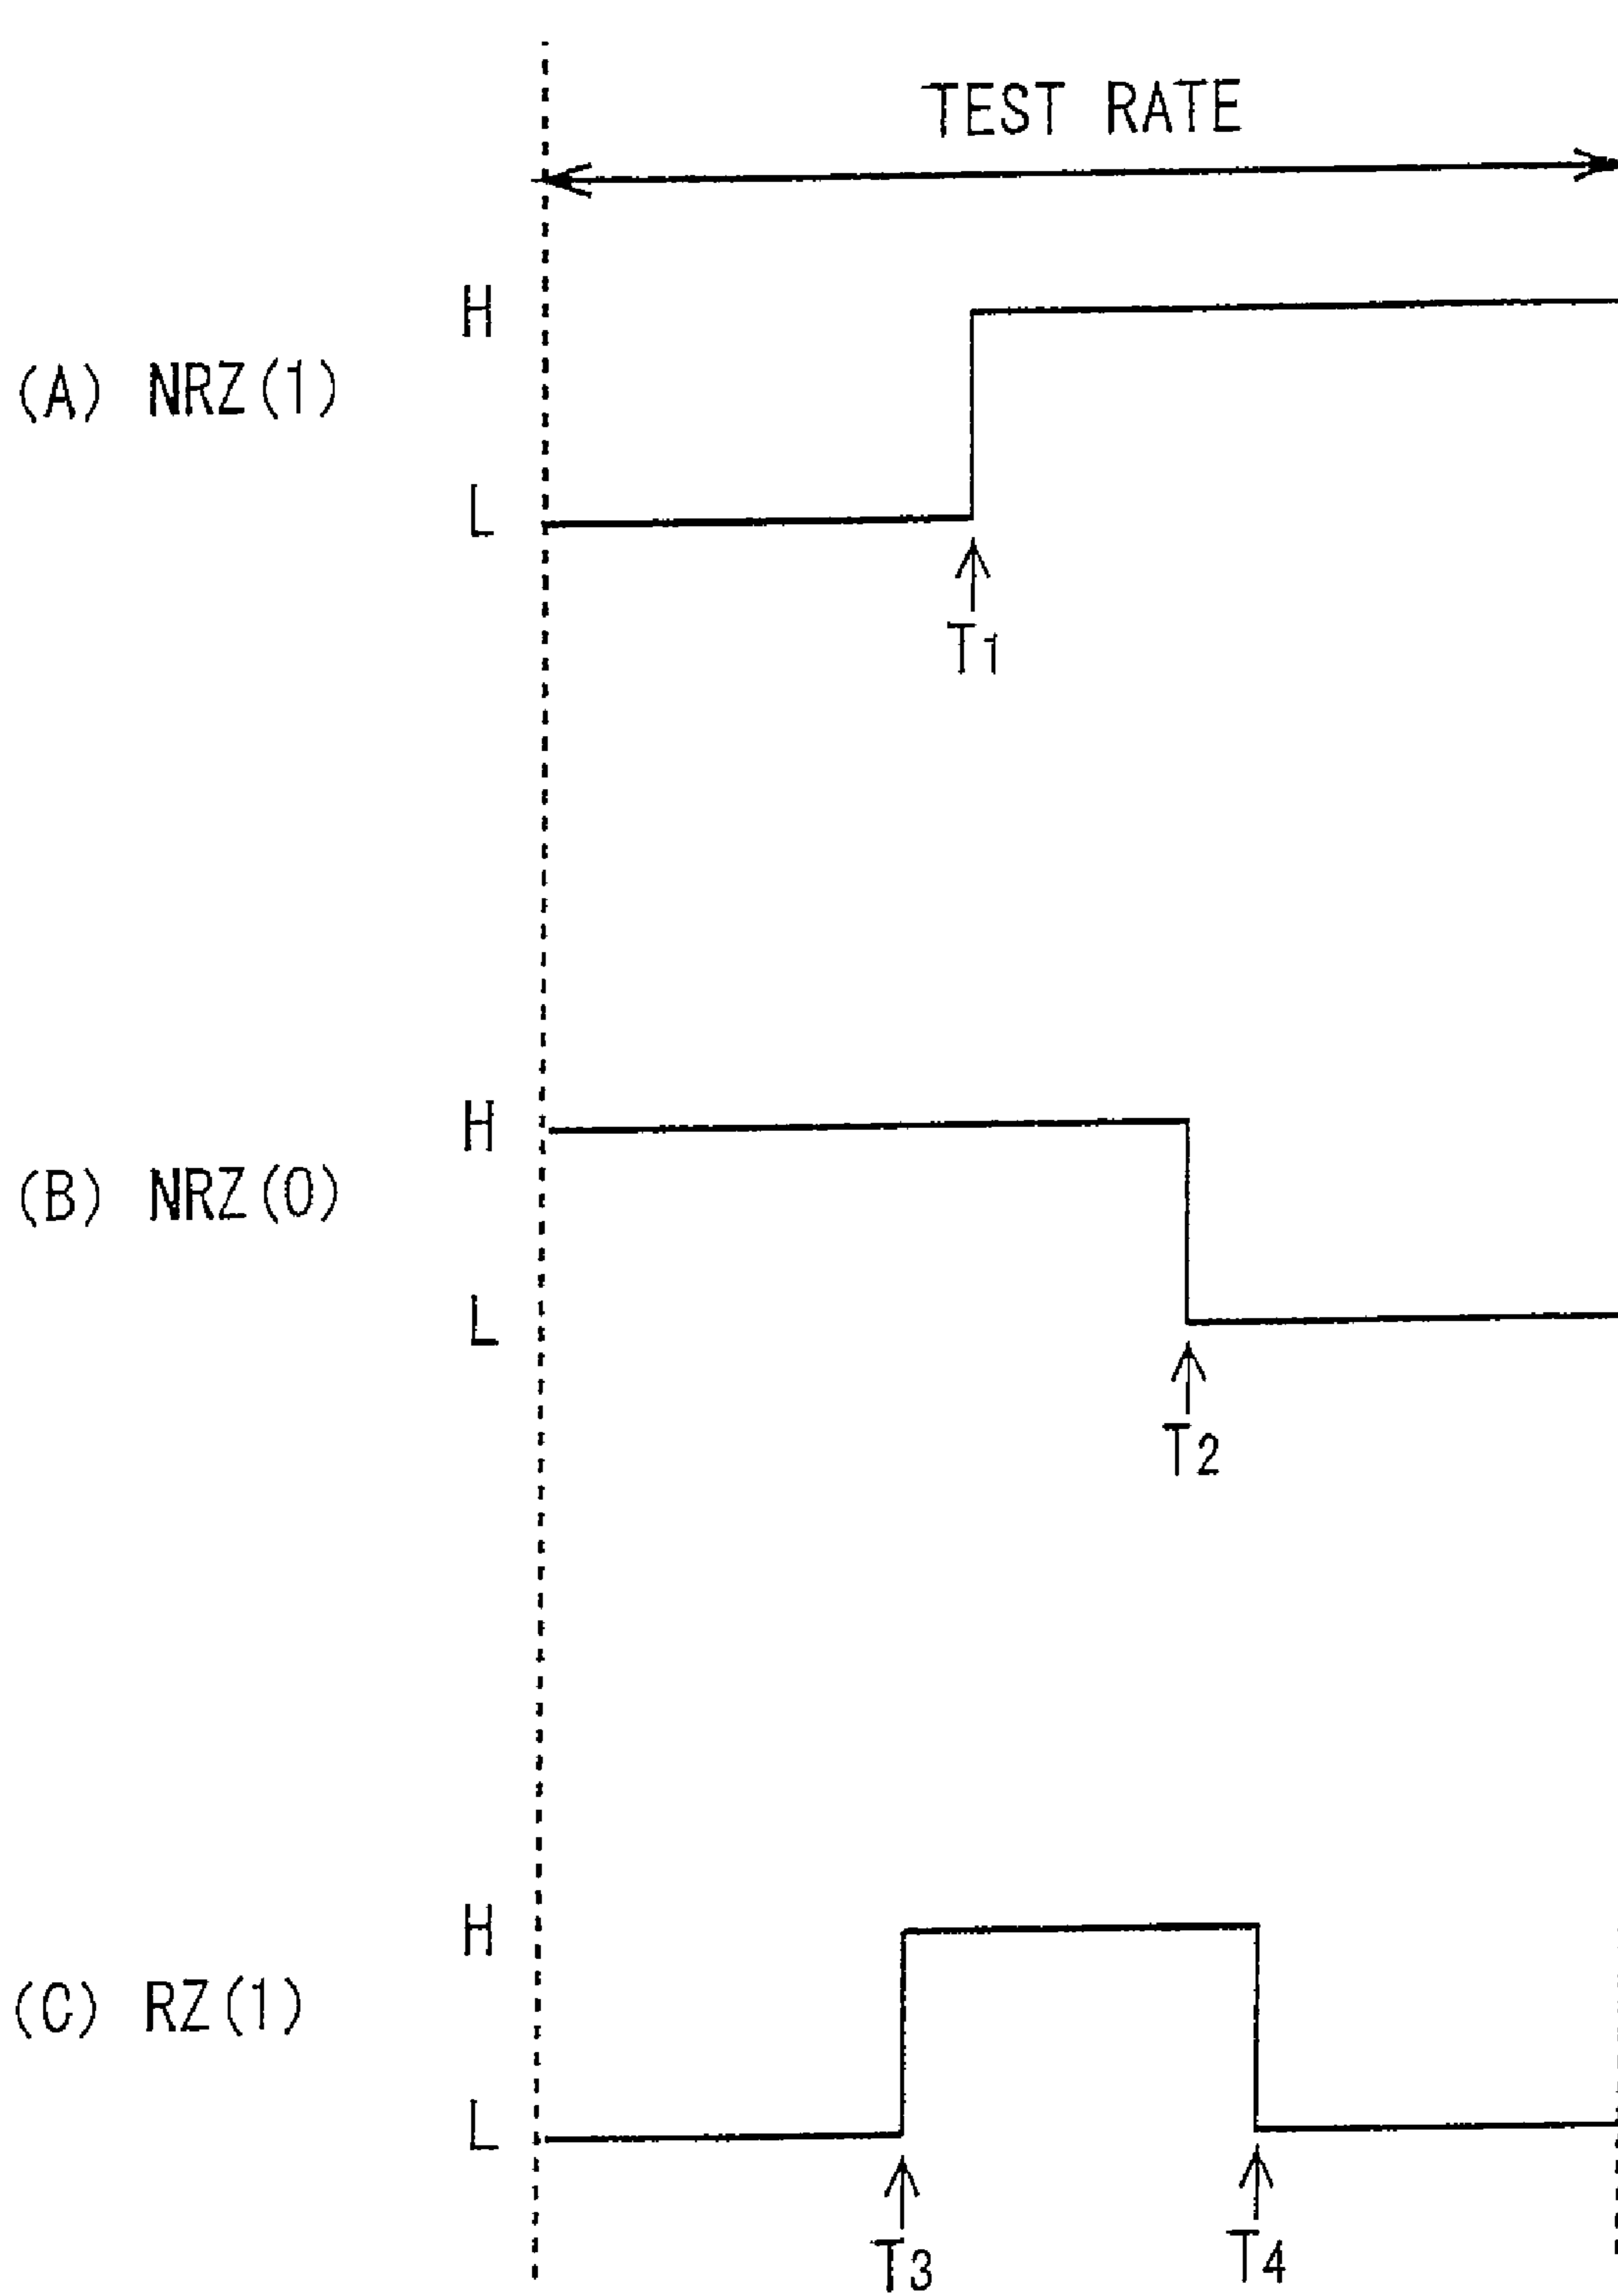 TEST RATE
H
(A) NRZ(1)
L
T1
H
(B) NRZ(0)
L
T2
H
(C) RZ(1)
L
T3
T4